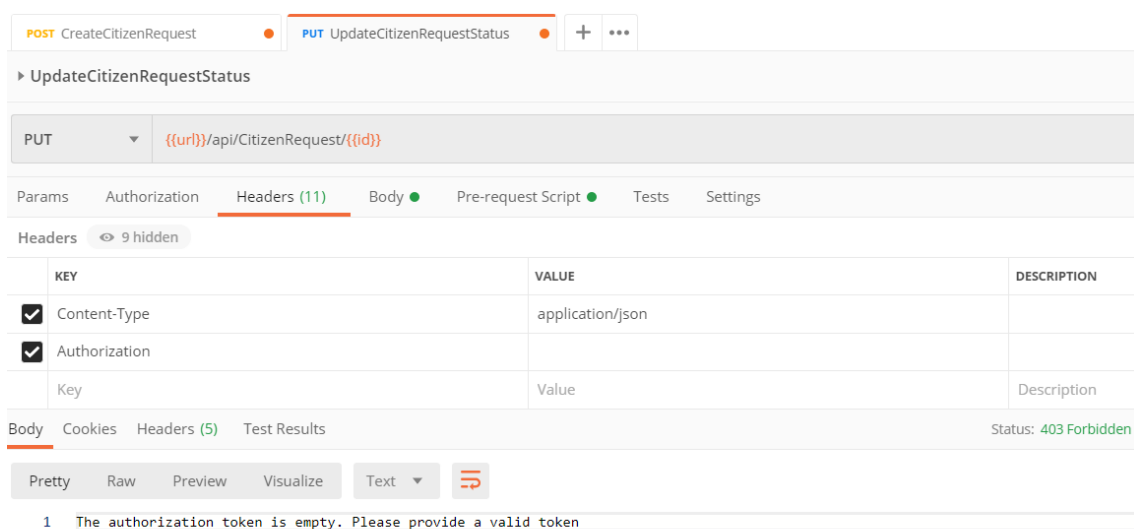 POST CreateCitizenRequest PUT UpdateCitizenRequestStatus
UpdateCitizenRequestStatus
PUT {{url}}/api/CitizenRequest/{{id}}
Params Authorization Headers (11) Body Pre-request Script Tests Settings
Headers 9 hidden
KEY VALUE DESCRIPTION
Content-Type application/json
Authorization
Key Value Description
Body Cookies Headers (5) Test Results Status: 403 Forbidden
Pretty Raw Preview Visualize Text
1 The authorization token is empty. Please provide a valid token